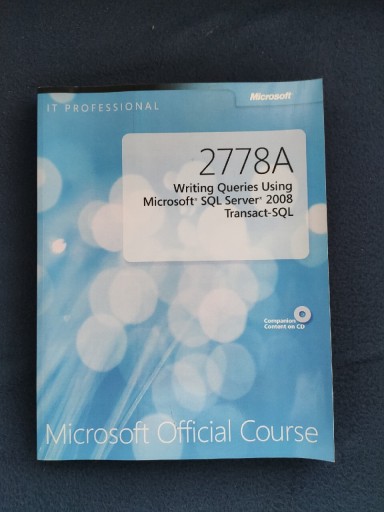 IT PROFESSIONAL
Microsoft
2778A
Writing Queries Using
Microsoft® SQL Server® 2008
Transact-SQL
Companion
Content on CD
Microsoft Official Course